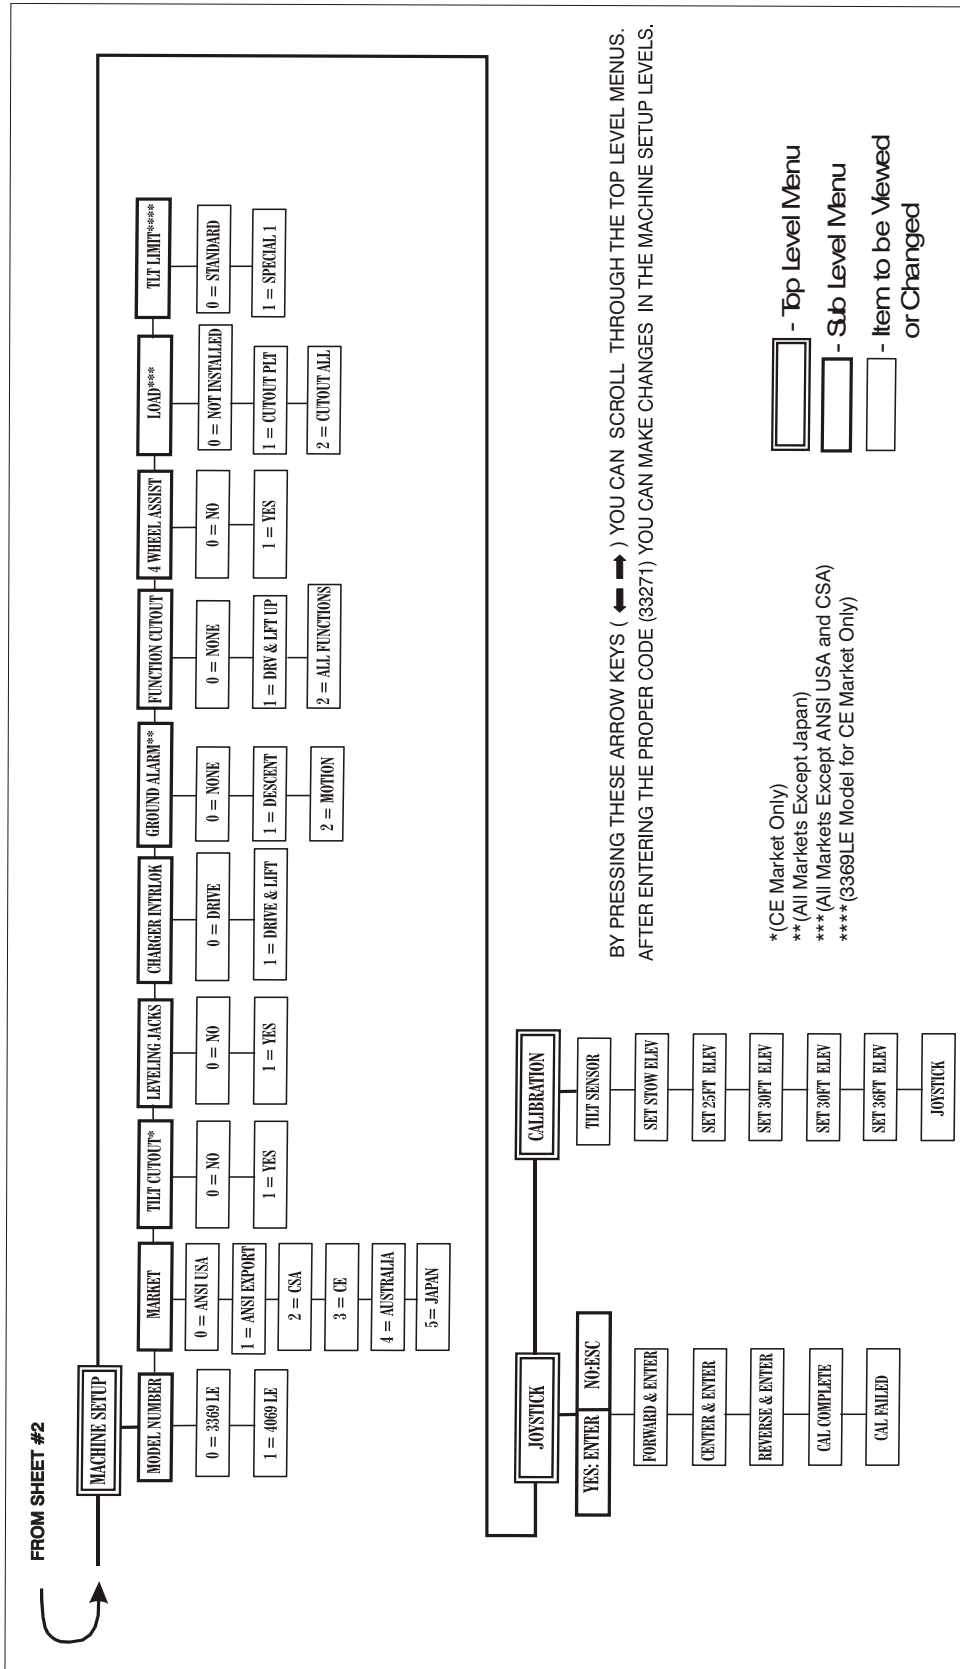 FROM SHEET #2
MACHINE SETUP
MODEL NUMBER
0 = 3369 LE
1 = 4069 LE
MARKET
0 = ANSI USA
1 = ANSI EXPORT
2 = CSA
3 = CE
4 = AUSTRALIA
5 = JAPAN
TILT CUTOUT*
0 = NO
1 = YES
LEVELING JACKS
0 = NO
1 = YES
CHARGER INTRLOK
0 = DRIVE
1 = DRIVE & LIFT
GROUND ALARM**
0 = NONE
1 = DESCENT
2 = MOTION
FUNCTION CUTOUT
0 = NONE
1 = DRV & LFT UP
2 = ALL FUNCTIONS
4 WHEEL ASSIST
0 = NO
1 = YES
LOAD***
0 = NOT INSTALLED
1 = CUTOUT PLT
2 = CUTOUT ALL
TLT LIMIT****
0 = STANDARD
1 = SPECIAL 1
JOYSTICK
YES: ENTER NO:ESC
FORWARD & ENTER
CENTER & ENTER
REVERSE & ENTER
CAL COMPLETE
CAL FAILED
CALIBRATION
TILT SENSOR
SET STOW ELEV
SET 25FT ELEV
SET 30FT ELEV
SET 30FT ELEV
SET 36FT ELEV
JOYSTICK
BY PRESSING THESE ARROW KEYS ( ⬅ ➡ ) YOU CAN SCROLL THROUGH THE TOP LEVEL MENUS.
AFTER ENTERING THE PROPER CODE (33271) YOU CAN MAKE CHANGES IN THE MACHINE SETUP LEVELS.
*(CE Market Only)
**(All Markets Except Japan)
***(All Markets Except ANSI USA and CSA)
****(3369LE Model for CE Market Only)
- Top Level Menu
- Sub Level Menu
- Item to be Viewed
or Changed